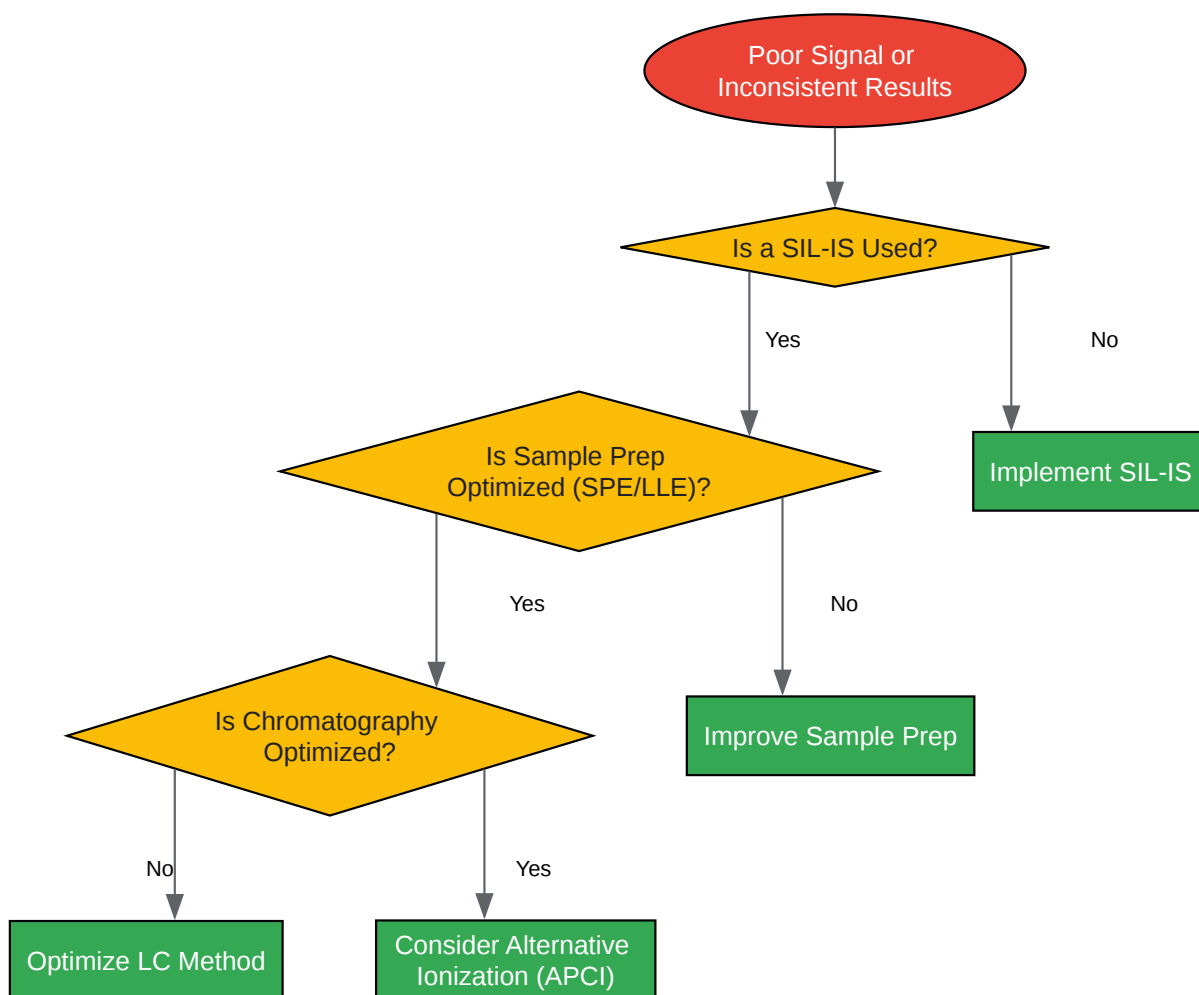 Poor Signal or
Inconsistent Results
Is a SIL-IS Used?
Yes
No
Is Sample Prep
Optimized (SPE/LLE)?
Implement SIL-IS
Yes
No
Is Chromatography
Optimized?
Improve Sample Prep
No
Yes
Optimize LC Method
Consider Alternative
Ionization (APCI)